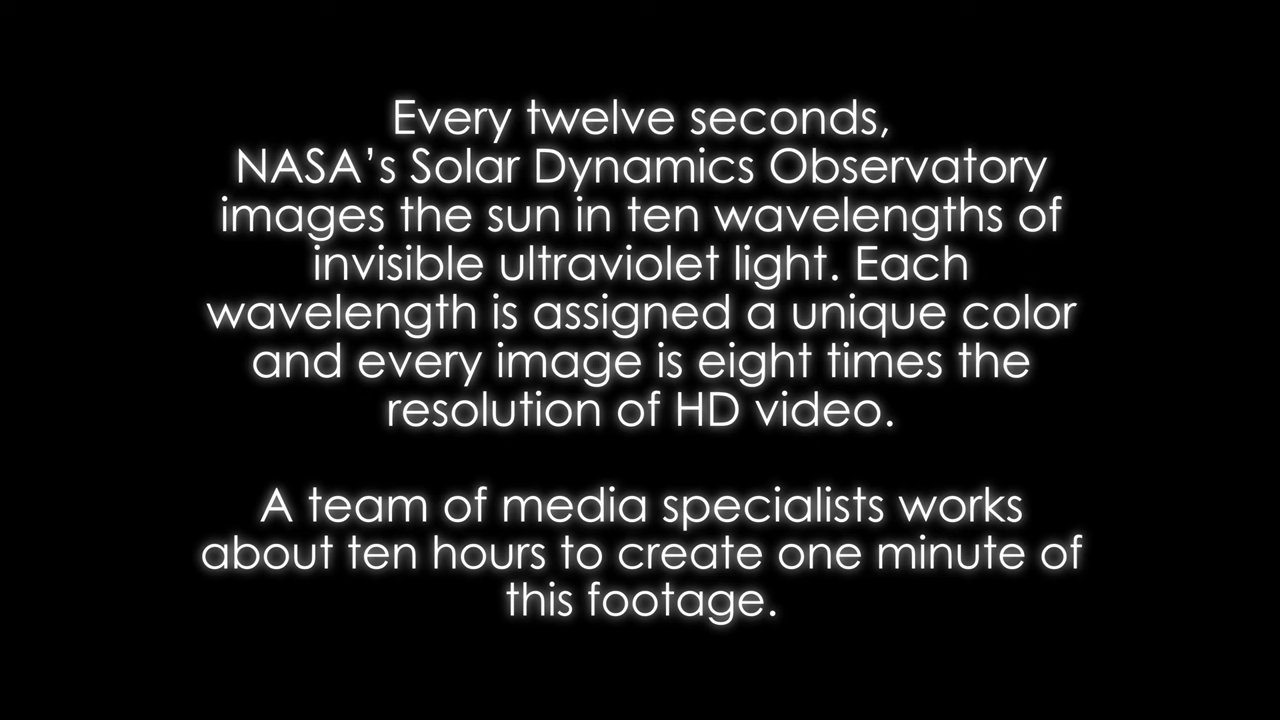 Every twelve seconds,
NASA’s Solar Dynamics Observatory
images the sun in ten wavelengths of
invisible ultraviolet light. Each
wavelength is assigned a unique color
and every image is eight times the
resolution of HD video.
A team of media specialists works
about ten hours to create one minute of
this footage.